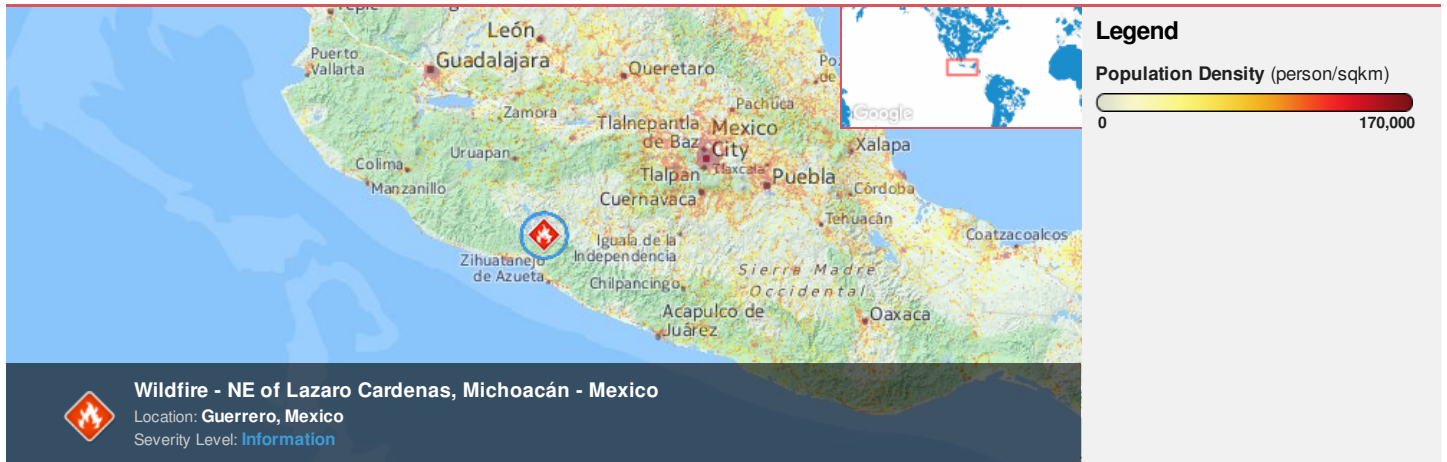 Tepic
León
Puerto
Vallarta
Guadalajara
Queretaro
Po
de
Pachuca
Zamora
Tlalnepantla
de Baz
Mexico
City
Xalapa
Uruapan
Colima
Tlaxcala
Tlalpan
Puebla
Manzanillo
Cuernavaca
Córdoba
Tehuacán
Coatzacoalcos
Iguala de la
Independencia
Zihuatanejo
de Azueta
Sierra Madre
Occidental
Chilpancingo
Acapulco de
Juárez
Oaxaca
Google
Legend
Population Density (person/sqkm)
0 170,000
Wildfire - NE of Lazaro Cardenas, Michoacán - Mexico
Location: Guerrero, Mexico
Severity Level: Information